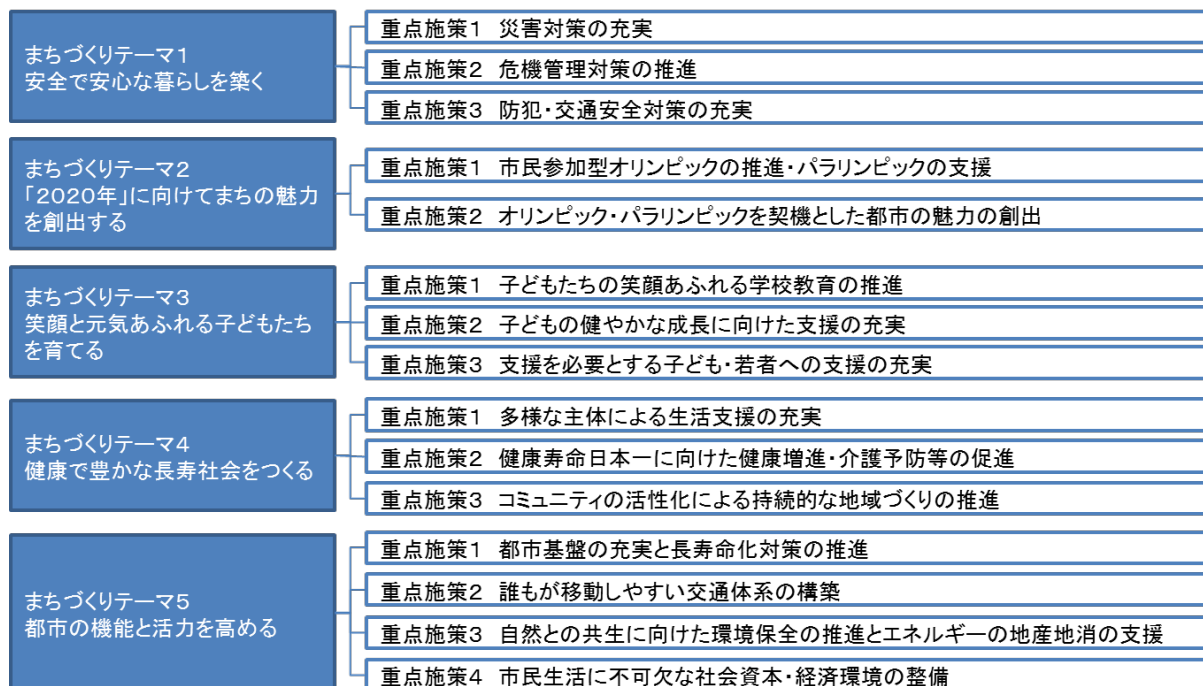 まちづくりテーマ1
安全で安心な暮らしを築く
重点施策1 災害対策の充実
重点施策2 危機管理対策の推進
重点施策3 防犯・交通安全対策の充実
まちづくりテーマ2
「2020年」に向けてまちの魅力
を創出する
重点施策1 市民参加型オリンピックの推進・パラリンピックの支援
重点施策2 オリンピック・パラリンピックを契機とした都市の魅力の創出
まちづくりテーマ3
笑顔と元気あふれる子どもたち
を育てる
重点施策1 子どもたちの笑顔あふれる学校教育の推進
重点施策2 子どもの健やかな成長に向けた支援の充実
重点施策3 支援を必要とする子ども・若者への支援の充実
まちづくりテーマ4
健康で豊かな長寿社会をつくる
重点施策1 多様な主体による生活支援の充実
重点施策2 健康寿命日本一に向けた健康増進・介護予防等の促進
重点施策3 コミュニティの活性化による持続的な地域づくりの推進
まちづくりテーマ5
都市の機能と活力を高める
重点施策1 都市基盤の充実と長寿命化対策の推進
重点施策2 誰もが移動しやすい交通体系の構築
重点施策3 自然との共生に向けた環境保全の推進とエネルギーの地産地消の支援
重点施策4 市民生活に不可欠な社会資本・経済環境の整備